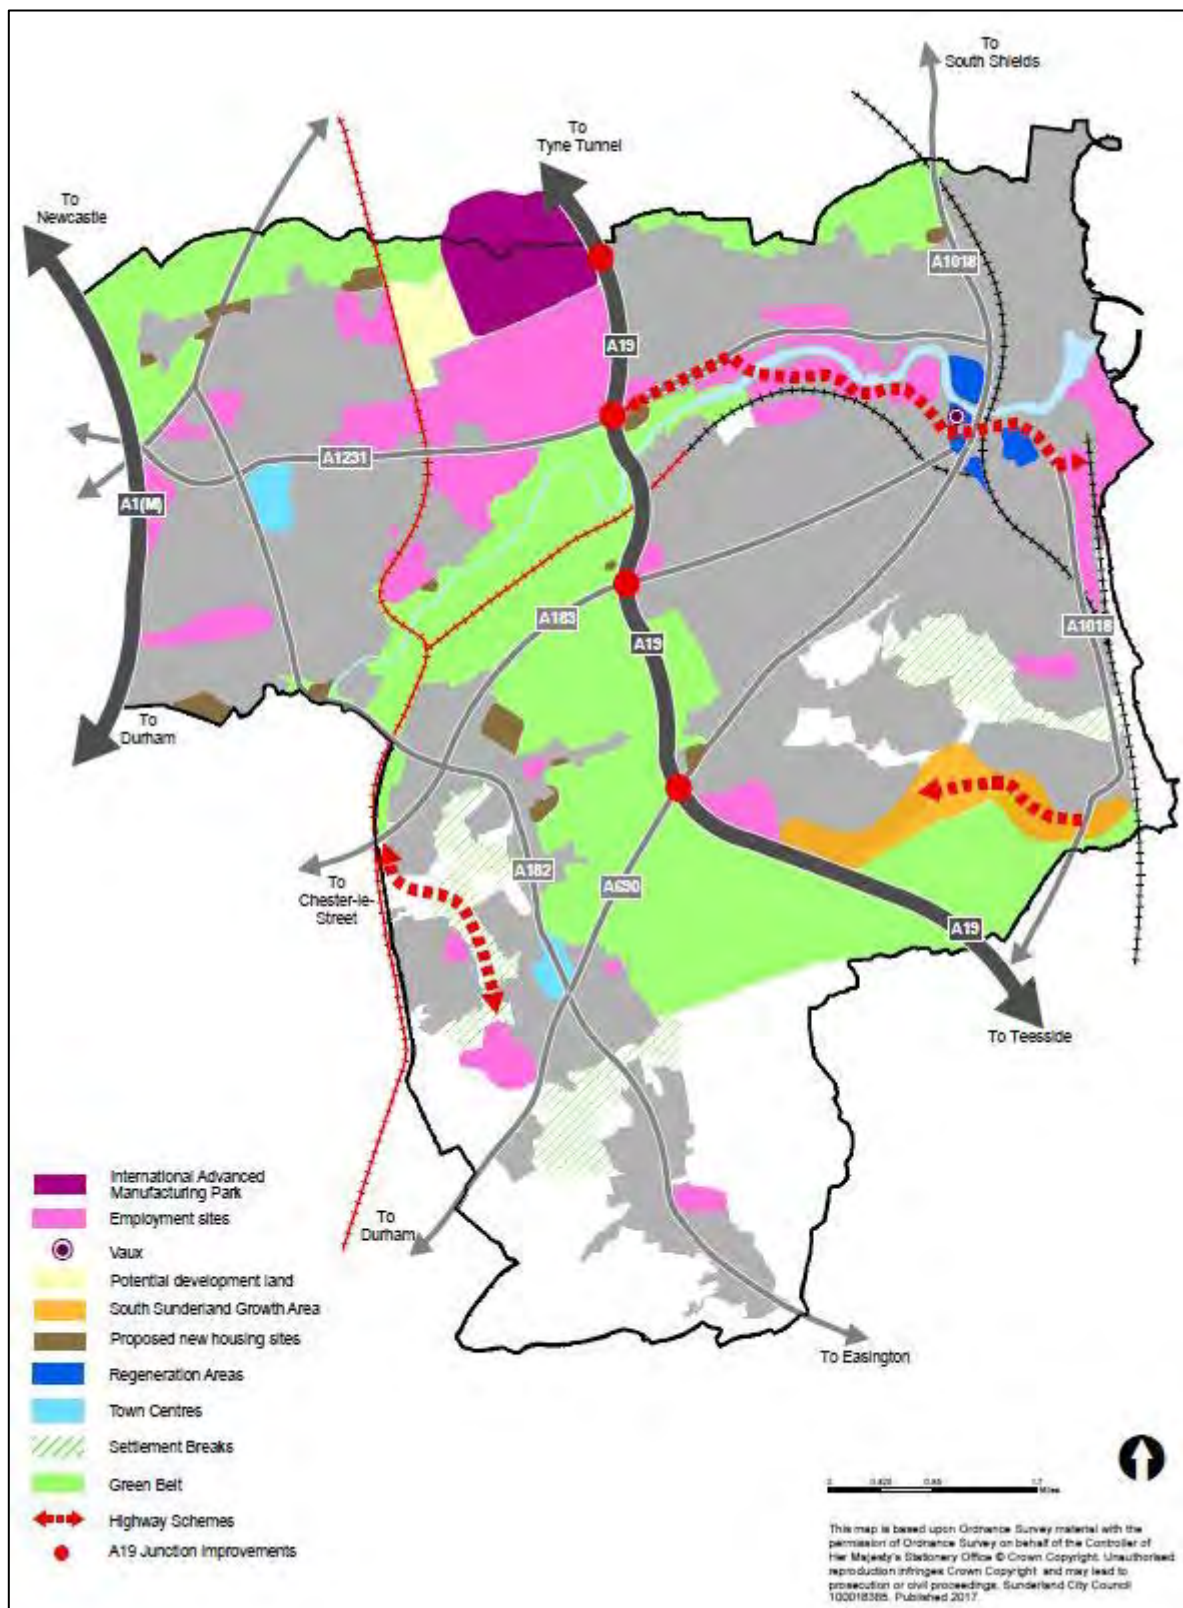 To
South Shields
To
Tyne Tunnel
To
Newcastle
A1018
A19
A1231
A1(M)
A183
A19
A1018
To
Durham
To
Chester-le-
Street
A182
A690
A19
To Teesside
To
Durham
To Easington
International Advanced
Manufacturing Park
Employment sites
Vaux
Potential development land
South Sunderland Growth Area
Proposed new housing sites
Regeneration Areas
Town Centres
Settlement Breaks
Green Belt
Highway Schemes
A19 Junction Improvements
0
Miles
This map is based upon Ordnance Survey material with the
permission of Ordnance Survey on behalf of the Controller of
Her Majesty's Stationery Office © Crown Copyright. Unauthorised
reproduction infringes Crown Copyright and may lead to
prosecution or civil proceedings. Sunderland City Council
100018385. Published 2017.